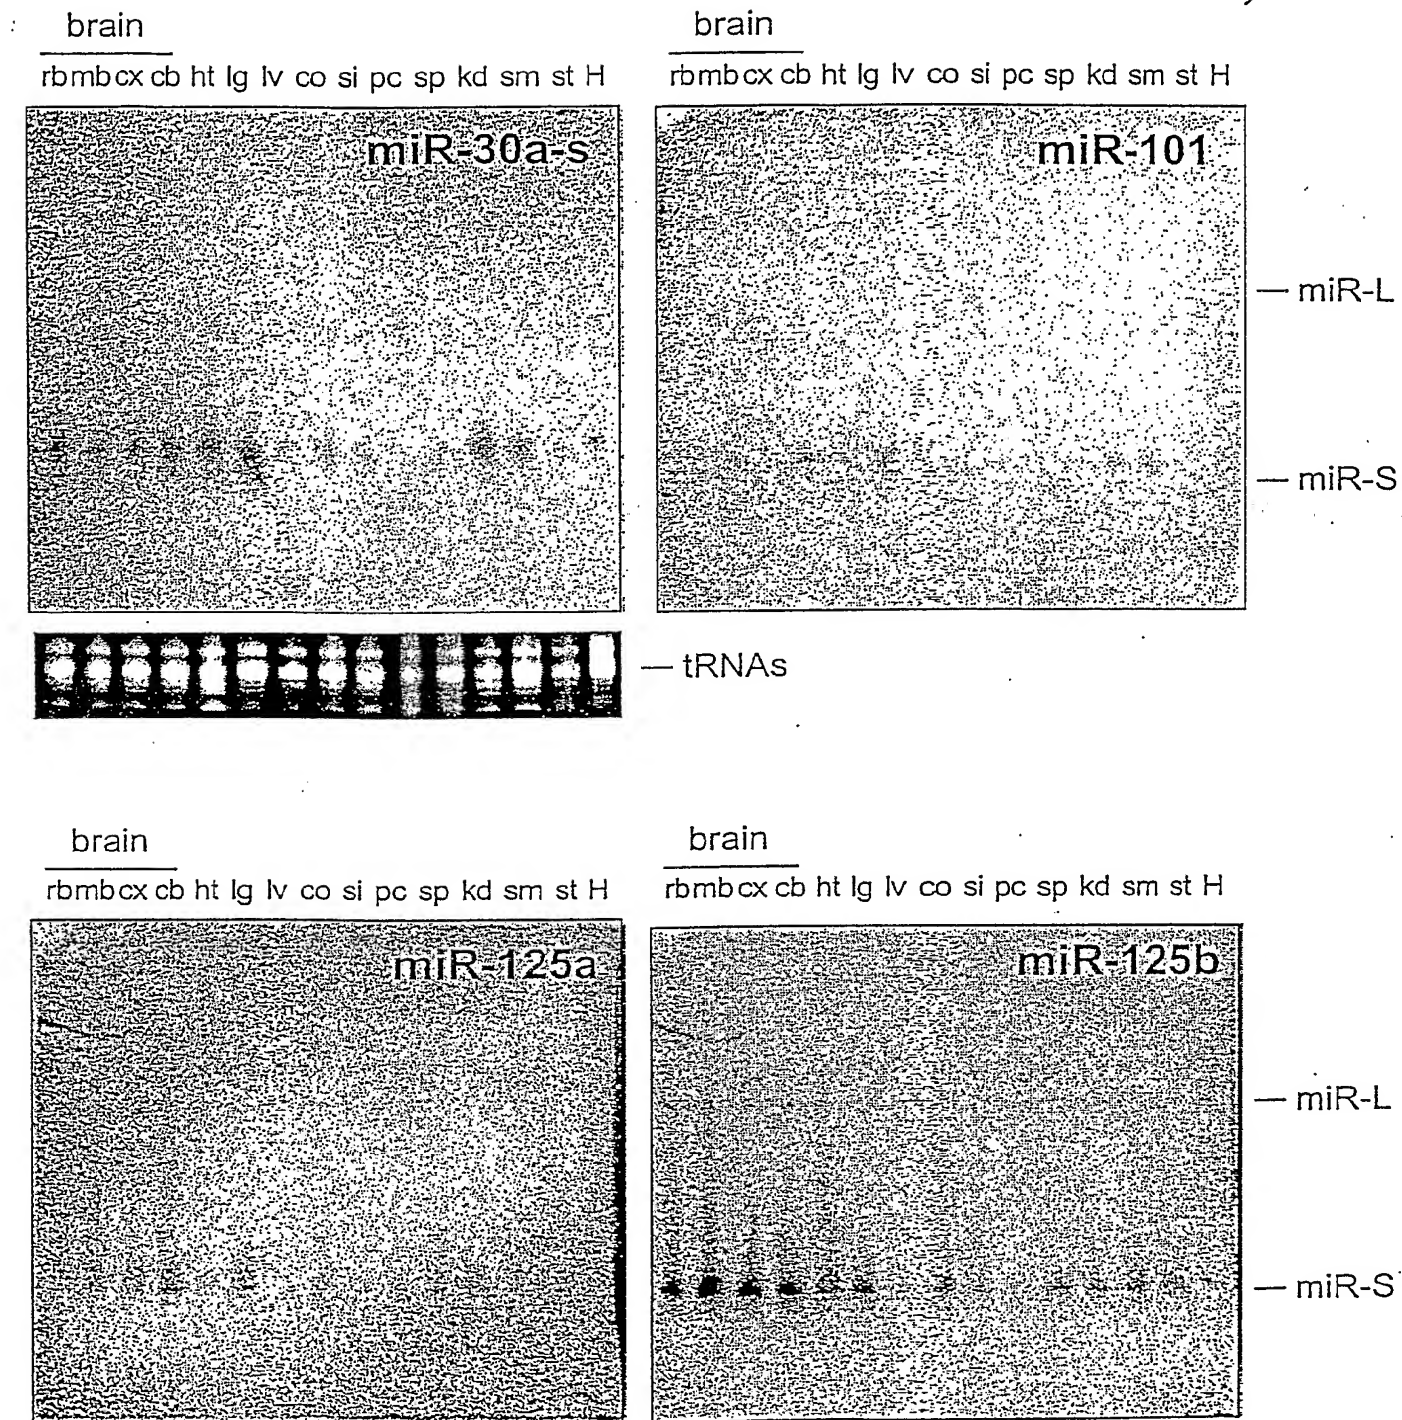 brain
rb mb cx cb ht lg lv co si pc sp kd sm st H
miR-30a-s
brain
rb mb cx cb ht lg lv co si pc sp kd sm st H
miR-101
miR-L
miR-S
tRNAs
brain
rb mb cx cb ht lg lv co si pc sp kd sm st H
miR-125a
brain
rb mb cx cb ht lg lv co si pc sp kd sm st H
miR-125b
miR-L
miR-S